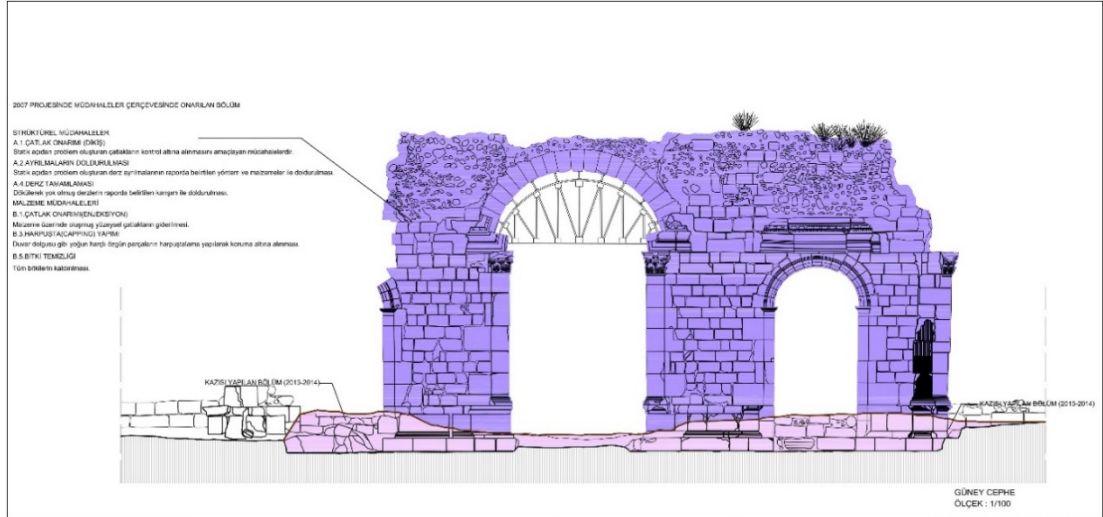 2007 PROJESİNDE MÜDAHALELER ÇERÇEVESİNDE ONARILAN BÖLÜM
STRÜKTÜREL MÜDAHALELER
A.1.ÇATLAK ONARIMI (DİKİŞ)
Statik açıdan problem oluşturan çatlakların kontrol altına alınmasını amaçlayan müdahalelerdir.
A.2.AYRILMALARIN DOLDURULMASI
Statik açıdan problem oluşturan derz ayrılmalarının raporda belirtilen yöntem ve malzemeler ile doldurulması.
A.4.DERZ TAMAMLAMASI
Dökülerek yok olmuş derzlerin raporda belirtilen karışım ile doldurulması.
MALZEME MÜDAHALELERİ
B.1.ÇATLAK ONARIMI(ENJEKSİYON)
Malzeme üzerinde oluşmuş yüzeysel çatlakların giderilmesi.
B.3.HARPUŞTA(CAPPING) YAPIMI
Duvar dolgusu gibi yoğun harçlı özgün parçaların harpuştalama yapılarak koruma altına alınması.
B.5.BİTKİ TEMİZLİĞİ
Tüm bitkilerin kaldırılması.
KAZISI YAPILAN BÖLÜM (2013-2014)
KAZISI YAPILAN BÖLÜM (2013-2014)
GÜNEY CEPHE
ÖLÇEK : 1/100